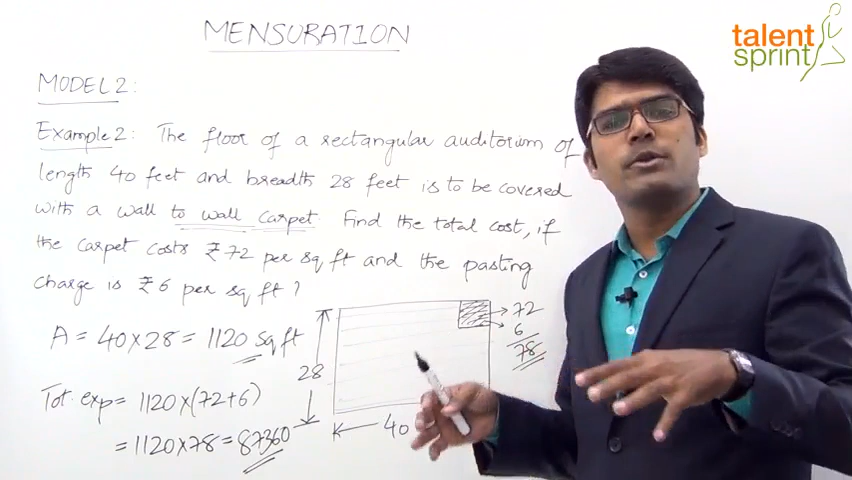 talent
sprint
MENSURATION
MODEL 2:
Example 2: The floor of a rectangular auditorium of
length 40 feet and breadth 28 feet is to be covered
with a wall to wall carpet Find the total cost, if
the carpet costs ₹72 per sq ft and the pasting
charge is ₹6 per sq ft?
A = 40×28 = 1120 sq ft
Tot. exp = 1120×(72+6)
= 1120×78 = 87360
28
40
72
6
78